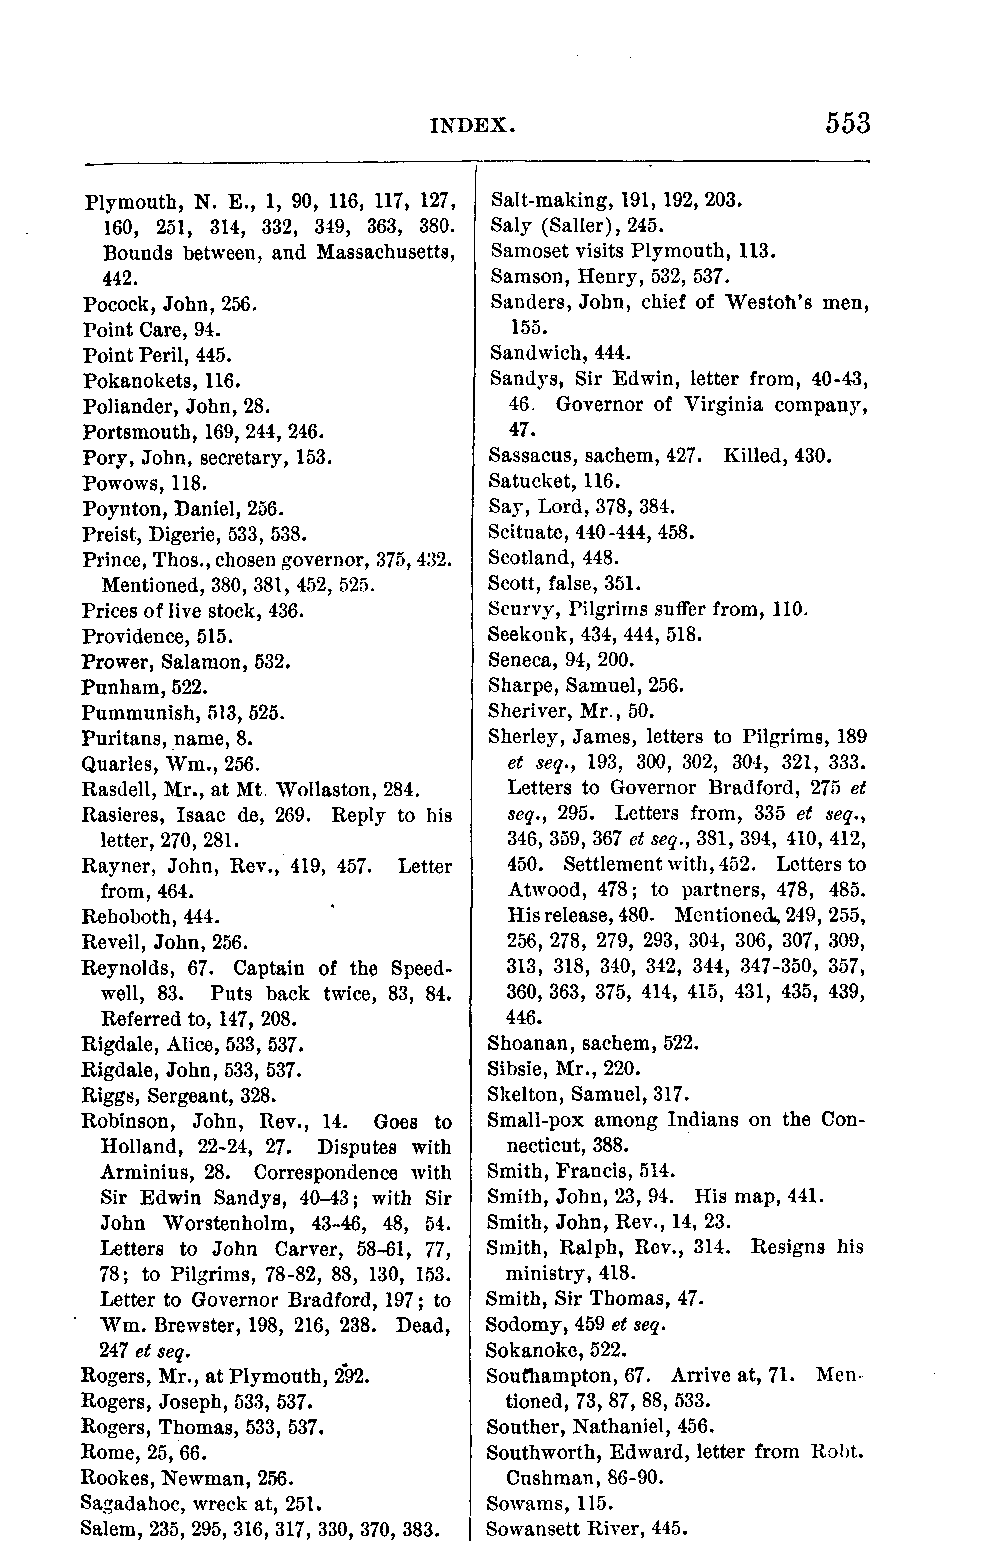 INDEX. 553
Plymouth, N. E., 1, 90, 116, 117, 127,
160, 251, 314, 332, 349, 363, 380.
Bounds between, and Massachusetts,
442.
Pocock, John, 256.
Point Care, 94.
Point Peril, 445.
Pokanokets, 116.
Poliander, John, 28.
Portsmouth, 169, 244, 246.
Pory, John, secretary, 153.
Powows, 118.
Poynton, Daniel, 256.
Preist, Digerie, 533, 538.
Prince, Thos., chosen governor, 375, 432.
Mentioned, 380, 381, 452, 525.
Prices of live stock, 436.
Providence, 515.
Prower, Salamon, 532.
Punham, 522.
Pummunish, 513, 525.
Puritans, name, 8.
Quarles, Wm., 256.
Rasdell, Mr., at Mt. Wollaston, 284.
Rasieres, Isaac de, 269. Reply to his
letter, 270, 281.
Rayner, John, Rev., 419, 457. Letter
from, 464.
Rehoboth, 444.
Revell, John, 256.
Reynolds, 67. Captain of the Speed-
well, 83. Puts back twice, 83, 84.
Referred to, 147, 208.
Rigdale, Alice, 533, 537.
Rigdale, John, 533, 537.
Riggs, Sergeant, 328.
Robinson, John, Rev., 14. Goes to
Holland, 22-24, 27. Disputes with
Arminius, 28. Correspondence with
Sir Edwin Sandys, 40-43; with Sir
John Worstenholm, 43-46, 48, 54.
Letters to John Carver, 58-61, 77,
78; to Pilgrims, 78-82, 88, 130, 153.
Letter to Governor Bradford, 197; to
Wm. Brewster, 198, 216, 238. Dead,
247 et seq.
Rogers, Mr., at Plymouth, 292.
Rogers, Joseph, 533, 537.
Rogers, Thomas, 533, 537.
Rome, 25, 66.
Rookes, Newman, 256.
Sagadahoc, wreck at, 251.
Salem, 235, 295, 316, 317, 330, 370, 383.
Salt-making, 191, 192, 203.
Saly (Saller), 245.
Samoset visits Plymouth, 113.
Samson, Henry, 532, 537.
Sanders, John, chief of Weston's men,
155.
Sandwich, 444.
Sandys, Sir Edwin, letter from, 40-43,
46. Governor of Virginia company,
47.
Sassacus, sachem, 427. Killed, 430.
Satucket, 116.
Say, Lord, 378, 384.
Scituate, 440-444, 458.
Scotland, 448.
Scott, false, 351.
Scurvy, Pilgrims suffer from, 110.
Seekonk, 434, 444, 518.
Seneca, 94, 200.
Sharpe, Samuel, 256.
Sheriver, Mr., 50.
Sherley, James, letters to Pilgrims, 189
et seq., 193, 300, 302, 304, 321, 333.
Letters to Governor Bradford, 275 et
seq., 295. Letters from, 335 et seq.,
346, 359, 367 et seq., 381, 394, 410, 412,
450. Settlement with, 452. Letters to
Atwood, 478; to partners, 478, 485.
His release, 480. Mentioned, 249, 255,
256, 278, 279, 293, 304, 306, 307, 309,
313, 318, 340, 342, 344, 347-350, 357,
360, 363, 375, 414, 415, 431, 435, 439,
446.
Shoanan, sachem, 522.
Sibsie, Mr., 220.
Skelton, Samuel, 317.
Small-pox among Indians on the Con-
necticut, 388.
Smith, Francis, 514.
Smith, John, 23, 94. His map, 441.
Smith, John, Rev., 14, 23.
Smith, Ralph, Rev., 314. Resigns his
ministry, 418.
Smith, Sir Thomas, 47.
Sodomy, 459 et seq.
Sokanoke, 522.
Southampton, 67. Arrive at, 71. Men-
tioned, 73, 87, 88, 533.
Souther, Nathaniel, 456.
Southworth, Edward, letter from Robt.
Cushman, 86-90.
Sowams, 115.
Sowansett River, 445.